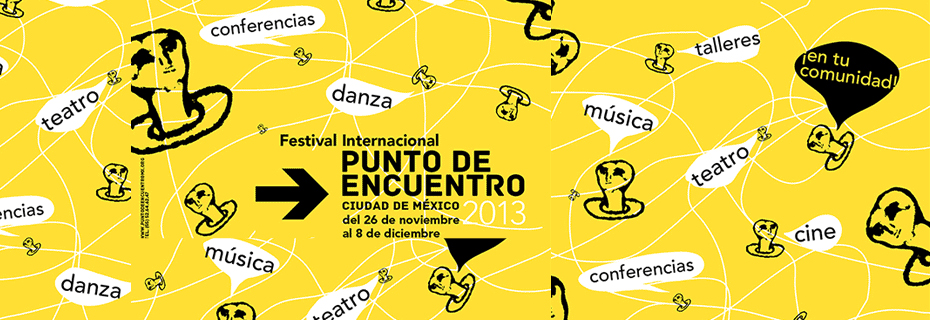 conferencias
talleres
¡en tu
comunidad!
teatro
danza
música
Festival Internacional
PUNTO DE
ENCUENTRO
CIUDAD DE MÉXICO
2013
del 26 de noviembre
al 8 de diciembre
teatro
encias
cine
música
conferencias
danza
teatro